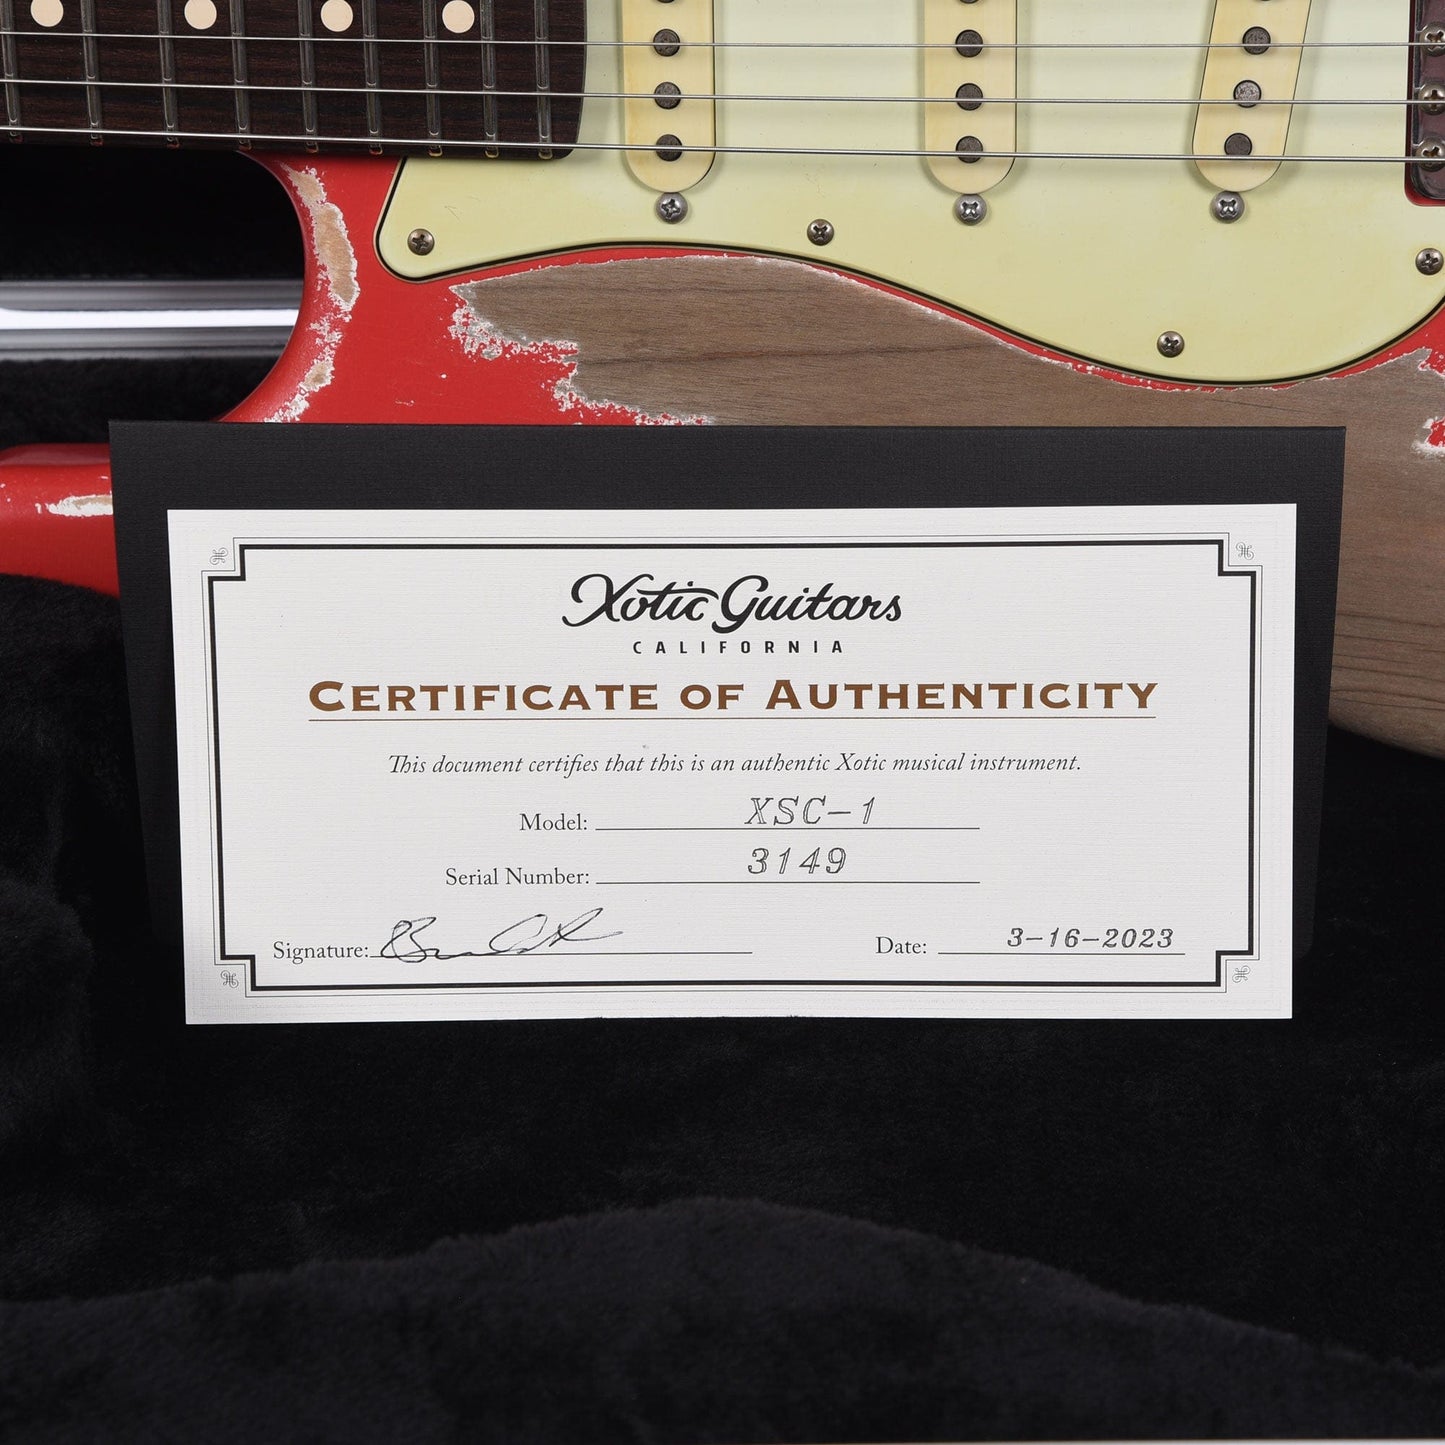 Xotic Guitars
CALIFORNIA
CERTIFICATE OF AUTHENTICITY
This document certifies that this is an authentic Xotic musical instrument.
Model: XSC-1
Serial Number: 3149
Signature: Date: 3-16-2023